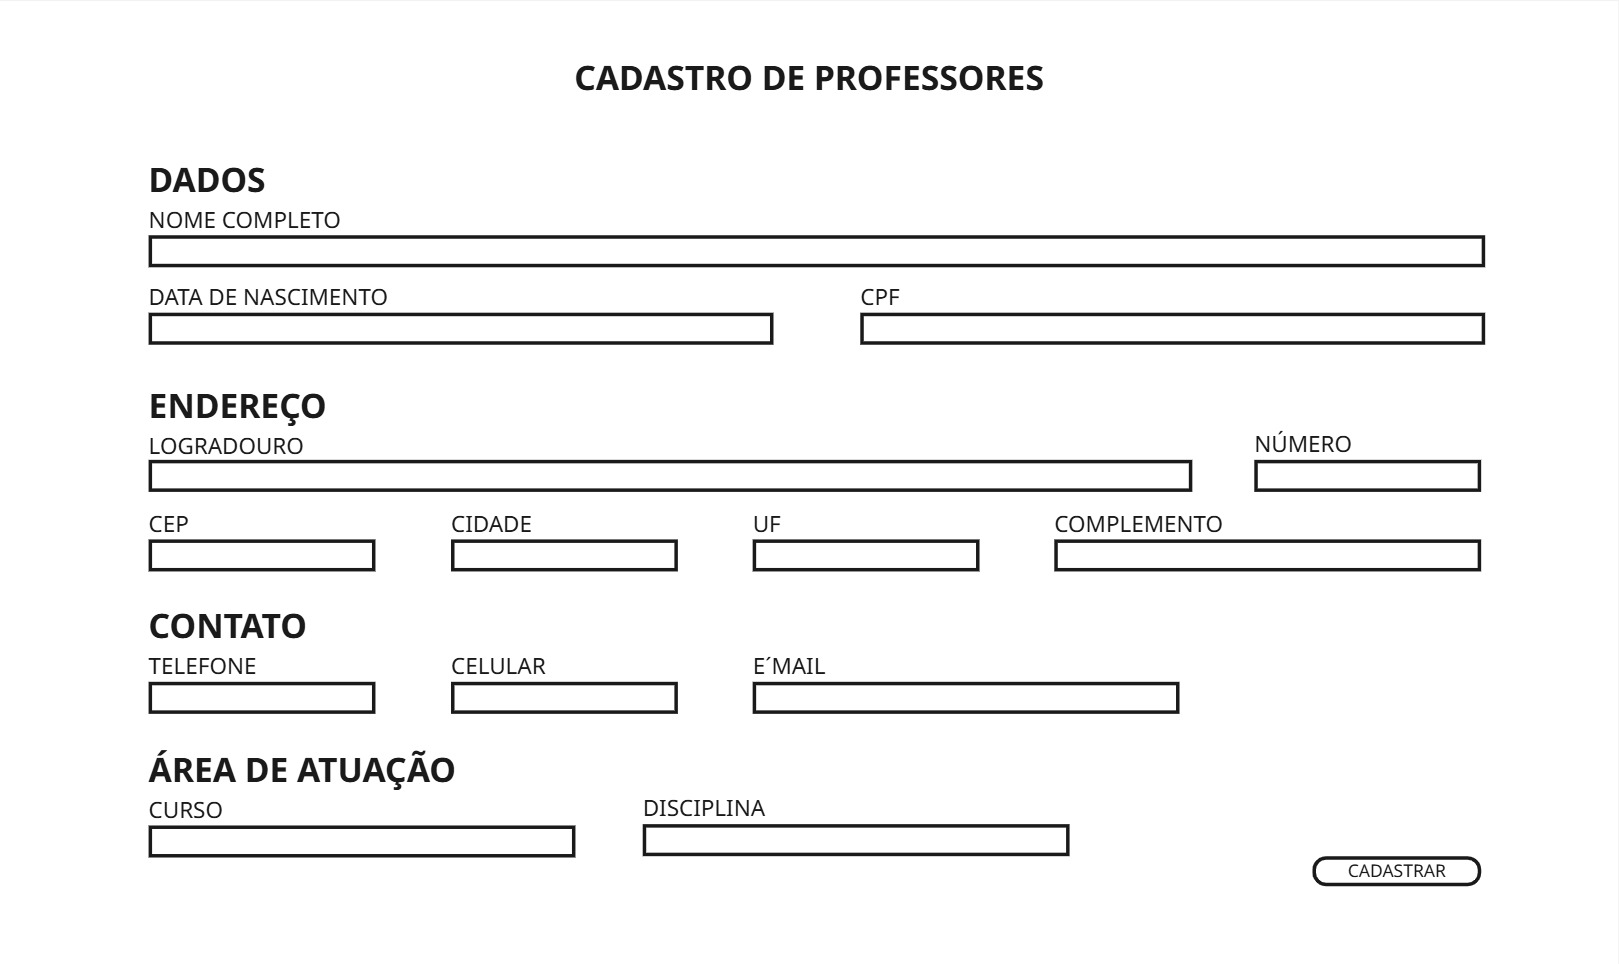 CADASTRO DE PROFESSORES
DADOS
NOME COMPLETO
DATA DE NASCIMENTO
CPF
ENDEREÇO
LOGRADOURO
NÚMERO
CEP
CIDADE
UF
COMPLEMENTO
CONTATO
TELEFONE
CELULAR
E´MAIL
ÁREA DE ATUAÇÃO
CURSO
DISCIPLINA
CADASTRAR